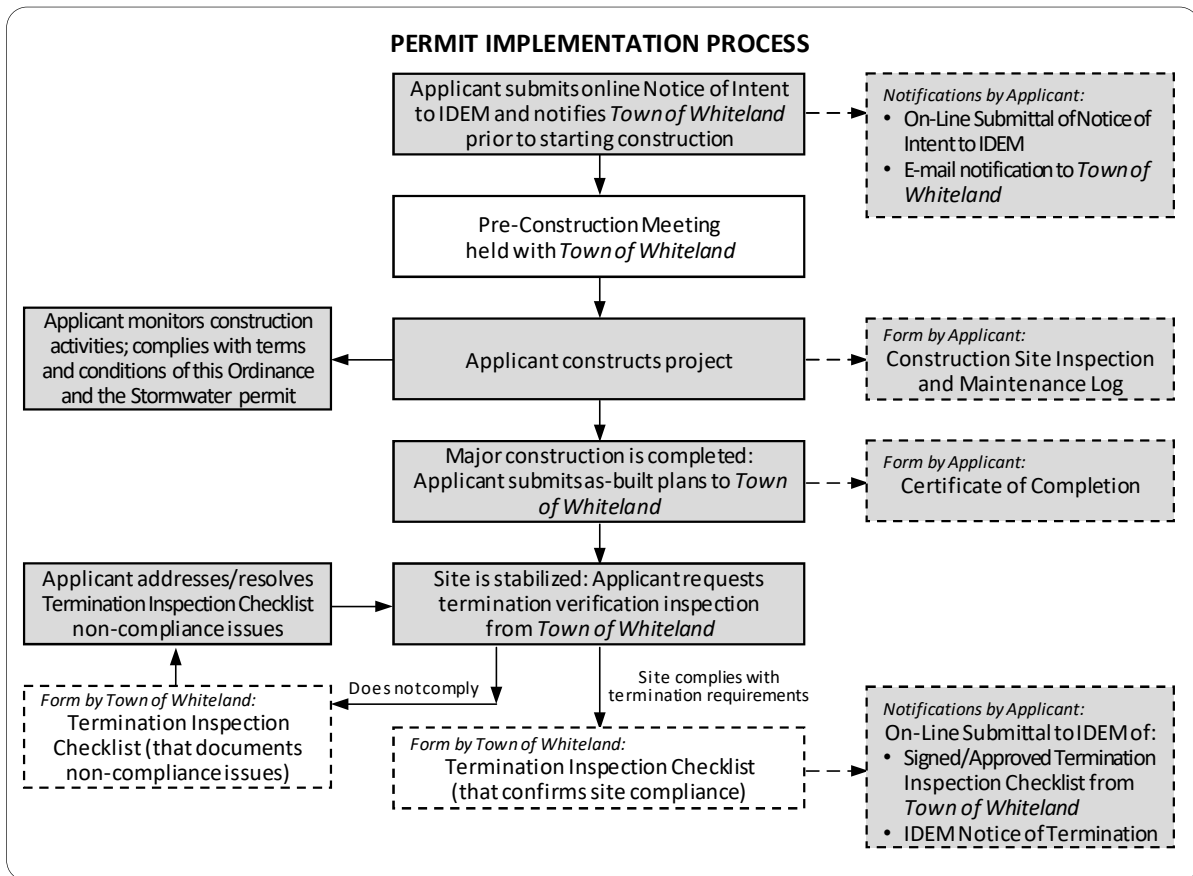 PERMIT IMPLEMENTATION PROCESS
Applicant submits online Notice of Intent
to IDEM and notifies Town of Whiteland
prior to starting construction
Notifications by Applicant:
• On-Line Submittal of Notice of
Intent to IDEM
• E-mail notification to Town of
Whiteland
Pre-Construction Meeting
held with Town of Whiteland
Applicant monitors construction
activities; complies with terms
and conditions of this Ordinance
and the Stormwater permit
Applicant constructs project
Form by Applicant:
Construction Site Inspection
and Maintenance Log
Major construction is completed:
Applicant submits as-built plans to Town
of Whiteland
Form by Applicant:
Certificate of Completion
Applicant addresses/resolves
Termination Inspection Checklist
non-compliance issues
Site is stabilized: Applicant requests
termination verification inspection
from Town of Whiteland
Does not comply
Site complies with
termination requirements
Form by Town of Whiteland:
Termination Inspection
Checklist (that documents
non-compliance issues)
Form by Town of Whiteland:
Termination Inspection Checklist
(that confirms site compliance)
Notifications by Applicant:
On-Line Submittal to IDEM of:
• Signed/Approved Termination
Inspection Checklist from
Town of Whiteland
• IDEM Notice of Termination